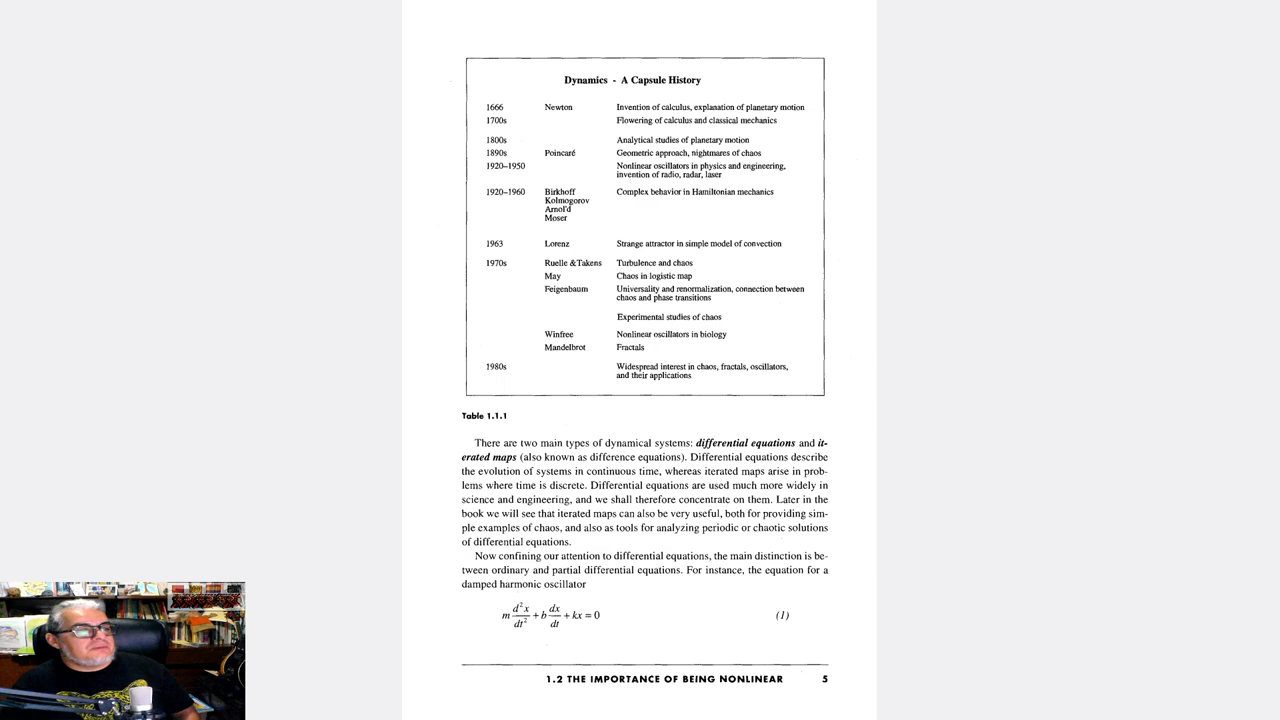 Dynamics - A Capsule History
1666 Newton Invention of calculus, explanation of planetary motion
1700s Flowering of calculus and classical mechanics
1800s Analytical studies of planetary motion
1890s Poincaré Geometric approach, nightmares of chaos
1920–1950 Nonlinear oscillators in physics and engineering,
invention of radio, radar, laser
1920–1960 Birkhoff Complex behavior in Hamiltonian mechanics
Kolmogorov
Arnol'd
Moser
1963 Lorenz Strange attractor in simple model of convection
1970s Ruelle & Takens Turbulence and chaos
May Chaos in logistic map
Feigenbaum Universality and renormalization, connection between
chaos and phase transitions
Experimental studies of chaos
Winfree Nonlinear oscillators in biology
Mandelbrot Fractals
1980s Widespread interest in chaos, fractals, oscillators,
and their applications
Table 1.1.1
There are two main types of dynamical systems: differential equations and it-
erated maps (also known as difference equations). Differential equations describe
the evolution of systems in continuous time, whereas iterated maps arise in prob-
lems where time is discrete. Differential equations are used much more widely in
science and engineering, and we shall therefore concentrate on them. Later in the
book we will see that iterated maps can also be very useful, both for providing sim-
ple examples of chaos, and also as tools for analyzing periodic or chaotic solutions
of differential equations.
Now confining our attention to differential equations, the main distinction is be-
tween ordinary and partial differential equations. For instance, the equation for a
damped harmonic oscillator
m d²x/dt² + b dx/dt + kx = 0 (1)
1.2 THE IMPORTANCE OF BEING NONLINEAR 5